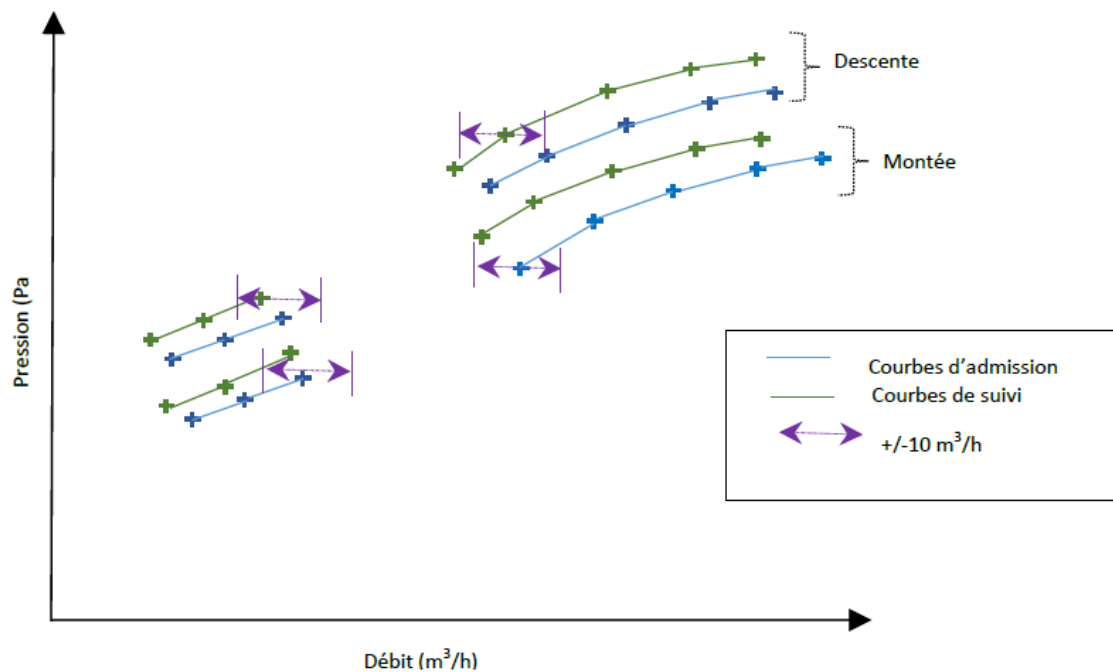 Descente
Montée
Pression (Pa
Courbes d'admission
Courbes de suivi
+/-10 m³/h
Débit (m³/h)